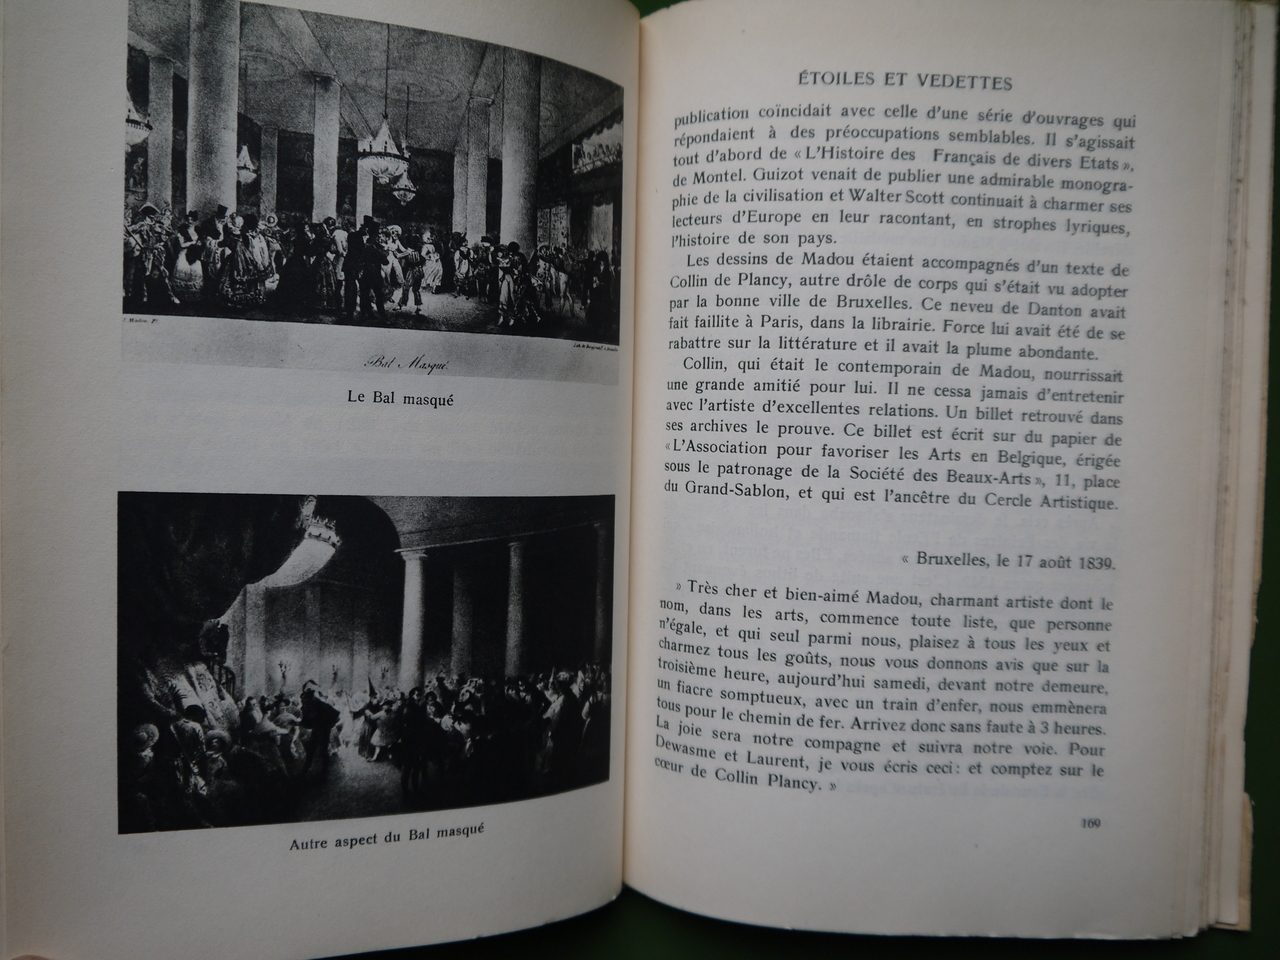 Bal Masqué.
Le Bal masqué
Autre aspect du Bal masqué
ÉTOILES ET VEDETTES
publication coïncidait avec celle d'une série d'ouvrages qui
répondaient à des préoccupations semblables. Il s'agissait
tout d'abord de « L'Histoire des Français de divers Etats »,
de Montel. Guizot venait de publier une admirable monogra-
phie de la civilisation et Walter Scott continuait à charmer ses
lecteurs d'Europe en leur racontant, en strophes lyriques,
l'histoire de son pays.
Les dessins de Madou étaient accompagnés d'un texte de
Collin de Plancy, autre drôle de corps qui s'était vu adopter
par la bonne ville de Bruxelles. Ce neveu de Danton avait
fait faillite à Paris, dans la librairie. Force lui avait été de se
rabattre sur la littérature et il avait la plume abondante.
Collin, qui était le contemporain de Madou, nourrissait
une grande amitié pour lui. Il ne cessa jamais d'entretenir
avec l'artiste d'excellentes relations. Un billet retrouvé dans
ses archives le prouve. Ce billet est écrit sur du papier de
« L'Association pour favoriser les Arts en Belgique, érigée
sous le patronage de la Société des Beaux-Arts », 11, place
du Grand-Sablon, et qui est l'ancêtre du Cercle Artistique.
« Bruxelles, le 17 août 1839.
» Très cher et bien-aimé Madou, charmant artiste dont le
nom, dans les arts, commence toute liste, que personne
n'égale, et qui seul parmi nous, plaisez à tous les yeux et
charmez tous les goûts, nous vous donnons avis que sur la
troisième heure, aujourd'hui samedi, devant notre demeure,
un fiacre somptueux, avec un train d'enfer, nous emmènera
tous pour le chemin de fer. Arrivez donc sans faute à 3 heures.
La joie sera notre compagne et suivra notre voie. Pour
Dewasme et Laurent, je vous écris ceci : et comptez sur le
cœur de Collin Plancy. »
169